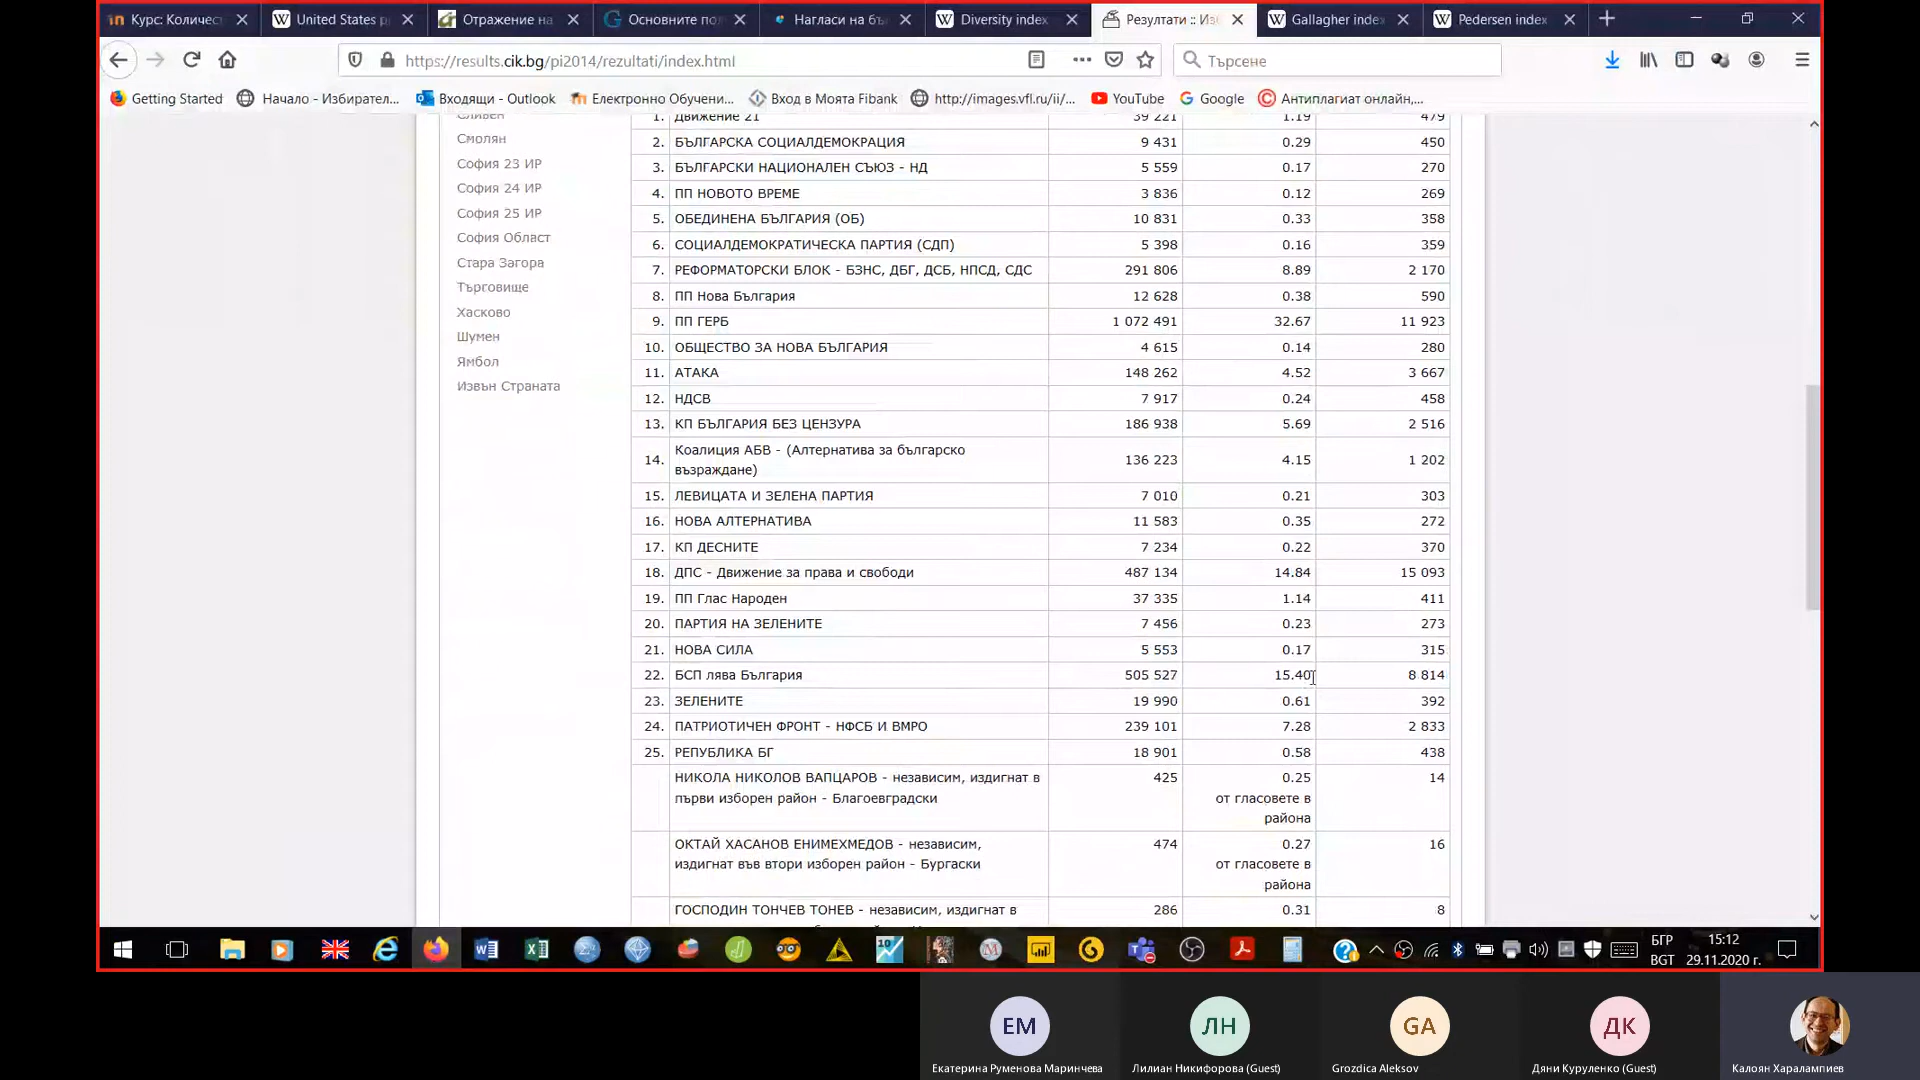 Курс: Количес
United States p
Отражение на
Основните по
Нагласи на бъ
Diversity index
Резултати :: Из
Gallagher index
Pedersen index
https://results.cik.bg/pi2014/rezultati/index.html
Търсене
Getting Started
Начало - Избирател...
Входящи - Outlook
Електронно Обучени...
Вход в Моята Fibank
http://images.vfl.ru/ii/...
YouTube
Google
Антиплагиат онлайн,...
Сливен
Смолян
София 23 ИР
София 24 ИР
София 25 ИР
София Област
Стара Загора
Търговище
Хасково
Шумен
Ямбол
Извън Страната
1. Движение 21 39 221 1.19 479
2. БЪЛГАРСКА СОЦИАЛДЕМОКРАЦИЯ 9 431 0.29 450
3. БЪЛГАРСКИ НАЦИОНАЛЕН СЪЮЗ - НД 5 559 0.17 270
4. ПП НОВОТО ВРЕМЕ 3 836 0.12 269
5. ОБЕДИНЕНА БЪЛГАРИЯ (ОБ) 10 831 0.33 358
6. СОЦИАЛДЕМОКРАТИЧЕСКА ПАРТИЯ (СДП) 5 398 0.16 359
7. РЕФОРМАТОРСКИ БЛОК - БЗНС, ДБГ, ДСБ, НПСД, СДС 291 806 8.89 2 170
8. ПП Нова България 12 628 0.38 590
9. ПП ГЕРБ 1 072 491 32.67 11 923
10. ОБЩЕСТВО ЗА НОВА БЪЛГАРИЯ 4 615 0.14 280
11. АТАКА 148 262 4.52 3 667
12. НДСВ 7 917 0.24 458
13. КП БЪЛГАРИЯ БЕЗ ЦЕНЗУРА 186 938 5.69 2 516
14. Коалиция АБВ - (Алтернатива за българско 136 223 4.15 1 202
възраждане)
15. ЛЕВИЦАТА И ЗЕЛЕНА ПАРТИЯ 7 010 0.21 303
16. НОВА АЛТЕРНАТИВА 11 583 0.35 272
17. КП ДЕСНИТЕ 7 234 0.22 370
18. ДПС - Движение за права и свободи 487 134 14.84 15 093
19. ПП Глас Народен 37 335 1.14 411
20. ПАРТИЯ НА ЗЕЛЕНИТЕ 7 456 0.23 273
21. НОВА СИЛА 5 553 0.17 315
22. БСП лява България 505 527 15.40 8 814
23. ЗЕЛЕНИТЕ 19 990 0.61 392
24. ПАТРИОТИЧЕН ФРОНТ - НФСБ И ВМРО 239 101 7.28 2 833
25. РЕПУБЛИКА БГ 18 901 0.58 438
НИКОЛА НИКОЛОВ ВАПЦАРОВ - независим, издигнат в 425 0.25 14
първи изборен район - Благоевградски от гласовете в
района
ОКТАЙ ХАСАНОВ ЕНИМЕХМЕДОВ - независим, 474 0.27 16
издигнат във втори изборен район - Бургаски от гласовете в
района
ГОСПОДИН ТОНЧЕВ ТОНЕВ - независим, издигнат в 286 0.31 8
БГР
BGT
15:12
29.11.2020 г.
ЕМ
ЛН
GA
ДК
Екатерина Руменова Маринчева
Лилиан Никифорова (Guest)
Grozdica Aleksov
Дяни Куруленко (Guest)
Калоян Харалампиев